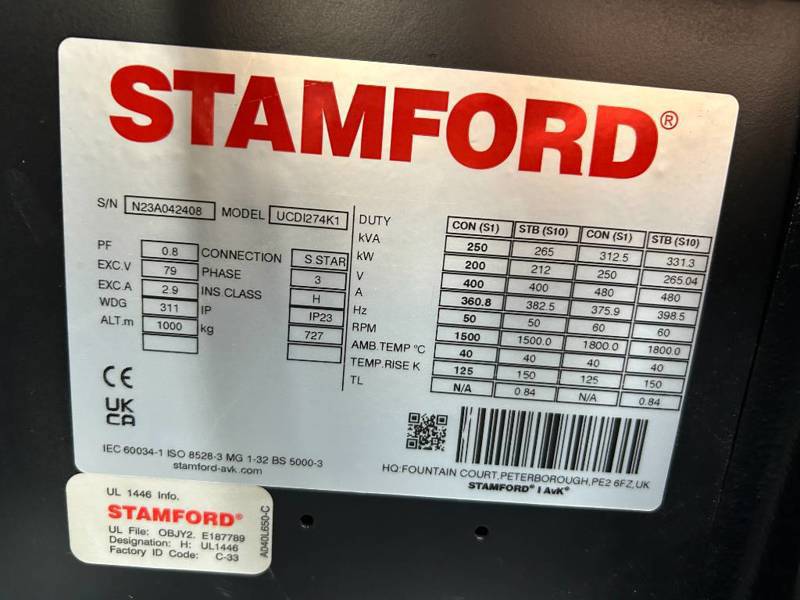 STAMFORD®
S/N N23A042408 MODEL UCDI274K1
PF 0.8 CONNECTION S STAR
EXC.V 79 PHASE 3
EXC A 2.9 INS CLASS H
WDG 311 IP IP23
ALT.m 1000 kg 727
DUTY CON (S1) STB (S10) CON (S1) STB (S10)
kVA 250 265 312.5 331.3
kW 200 212 250 265.04
V 400 400 480 480
A 360.8 382.5 375.9 398.5
Hz 50 50 60 60
RPM 1500 1500.0 1800.0 1800.0
AMB.TEMP °C 40 40 40 40
TEMP.RISE K 125 150 125 150
TL N/A 0.84 N/A 0.84
CE
UK
CA
IEC 60034-1 ISO 8528-3 MG 1-32 BS 5000-3
stamford-avk.com
HQ:FOUNTAIN COURT,PETERBOROUGH,PE2 6FZ,UK
STAMFORD® | AvK®
UL 1446 Info.
STAMFORD®
UL File: OBJY2. E187789
Designation: H: UL1446
Factory ID Code: C-33
A040L650-C